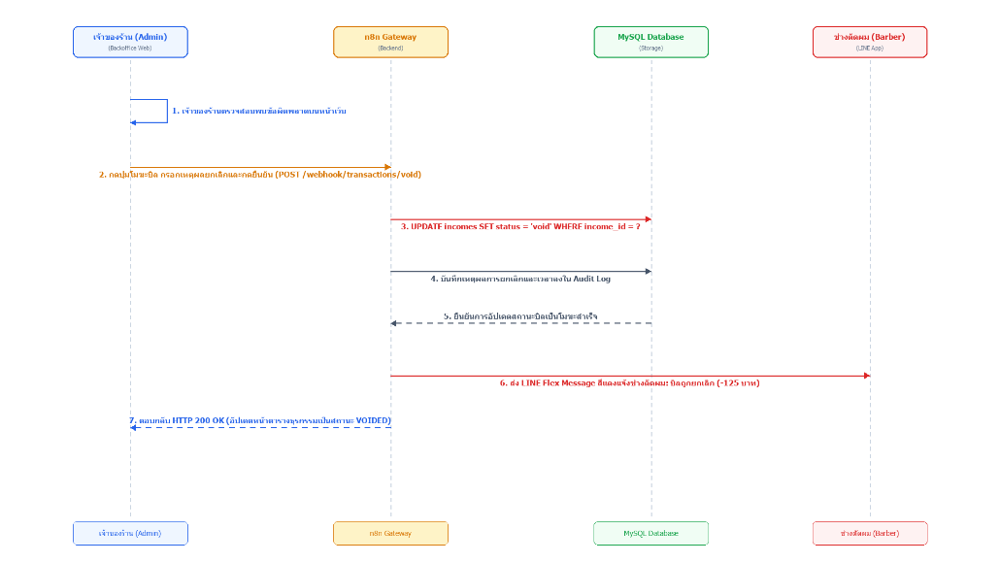 เจ้าของร้าน (Admin)
(Backoffice Web)
n8n Gateway
(Backend)
MySQL Database
(Storage)
ช่างตัดผม (Barber)
(LINE App)
1. เจ้าของร้านตรวจสอบพบข้อผิดพลาดบนหน้าเว็บ
2. กดปุ่มโมฆะบิล กรอกเหตุผลยกเลิกและกดยืนยัน (POST /webhook/transactions/void)
3. UPDATE incomes SET status = 'void' WHERE income_id = ?
4. บันทึกเหตุผลการยกเลิกและเวลาลงใน Audit Log
5. ยืนยันการอัปเดตสถานะบิลเป็นโมฆะสำเร็จ
6. ส่ง LINE Flex Message สีแดงแจ้งช่างตัดผม: บิลถูกยกเลิก (-125 บาท)
7. ตอบกลับ HTTP 200 OK (อัปเดตหน้าตารางธุรกรรมเป็นสถานะ VOIDED)
เจ้าของร้าน (Admin)
n8n Gateway
MySQL Database
ช่างตัดผม (Barber)